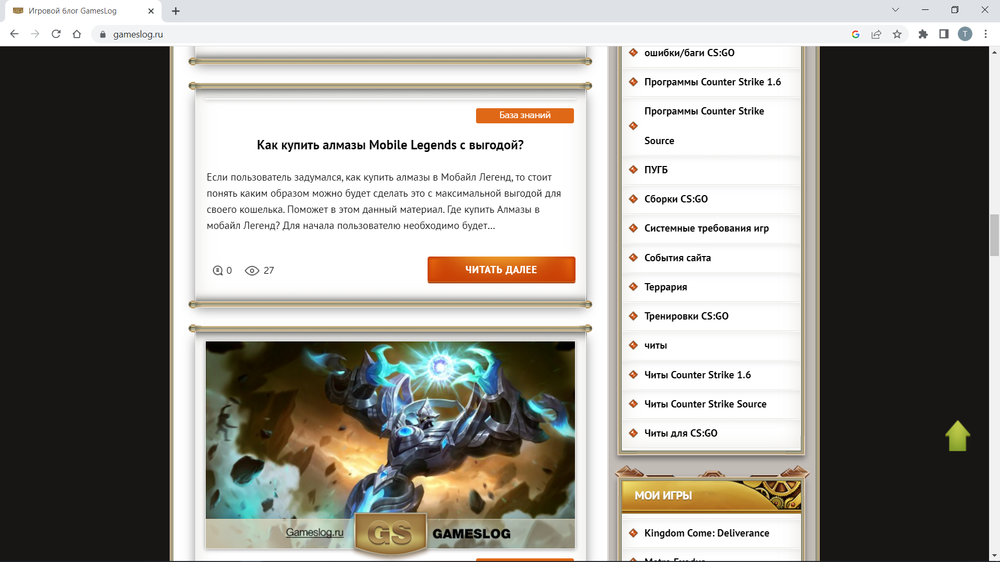 Игровой блог GamesLog
gameslog.ru
T
База знаний
Как купить алмазы Mobile Legends с выгодой?
Если пользователь задумался, как купить алмазы в Мобайл Легенд, то стоит
понять каким образом можно будет сделать это с максимальной выгодой для
своего кошелька. Поможет в этом данный материал. Где купить Алмазы в
мобайл Легенд? Для начала пользователю необходимо будет...
0
27
ЧИТАТЬ ДАЛЕЕ
Gameslog.ru
GS
GAMESLOG
ошибки/баги CS:GO
Программы Counter Strike 1.6
Программы Counter Strike
Source
ПУГБ
Сборки CS:GO
Системные требования игр
События сайта
Террария
Тренировки CS:GO
читы
Читы Counter Strike 1.6
Читы Counter Strike Source
Читы для CS:GO
МОИ ИГРЫ
Kingdom Come: Deliverance